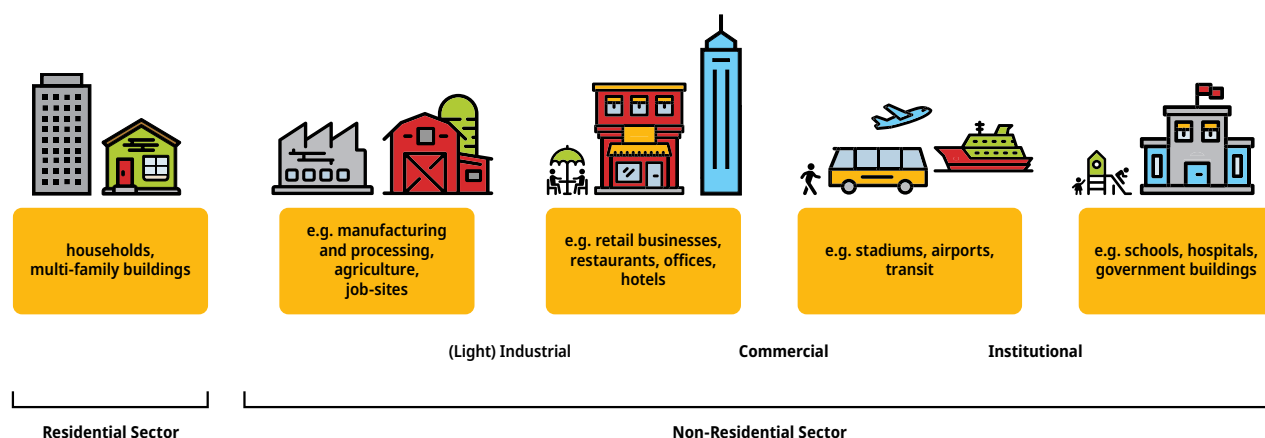 households,
multi-family buildings
e.g. manufacturing
and processing,
agriculture,
job-sites
e.g. retail businesses,
restaurants, offices,
hotels
e.g. stadiums, airports,
transit
e.g. schools, hospitals,
government buildings
(Light) Industrial
Commercial
Institutional
Residential Sector
Non-Residential Sector